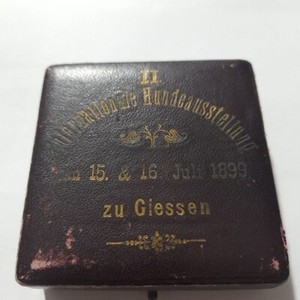 II.
Internationale Hundeausstellung
am 15. & 16. Juli 1899
zu Giessen